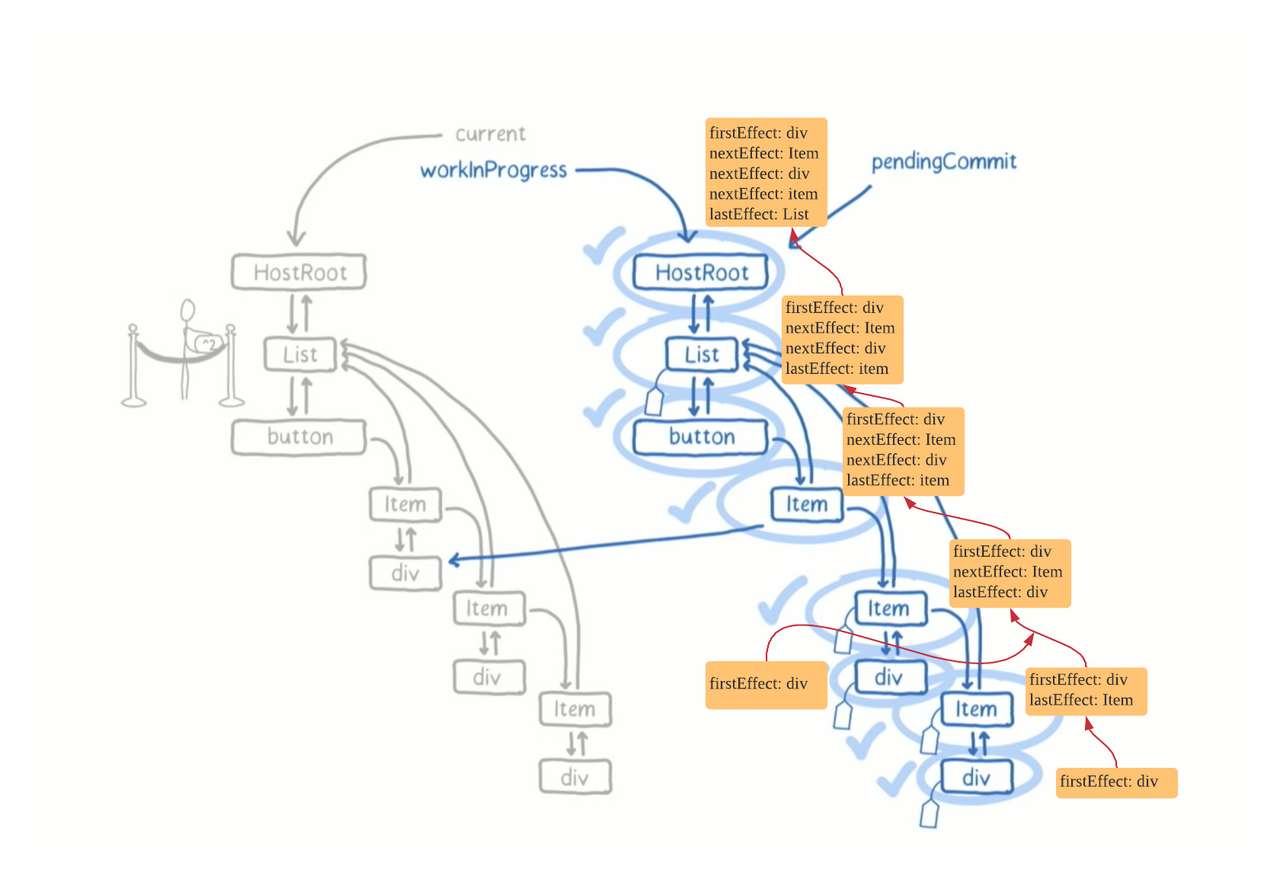 current
workInProgress
pendingCommit
firstEffect: div
nextEffect: Item
nextEffect: div
nextEffect: item
lastEffect: List
HostRoot
List
button
Item
div
Item
div
Item
div
^2
HostRoot
List
button
Item
Item
div
Item
div
firstEffect: div
nextEffect: Item
nextEffect: div
lastEffect: item
firstEffect: div
nextEffect: Item
nextEffect: div
lastEffect: item
firstEffect: div
nextEffect: Item
lastEffect: div
firstEffect: div
firstEffect: div
lastEffect: Item
firstEffect: div